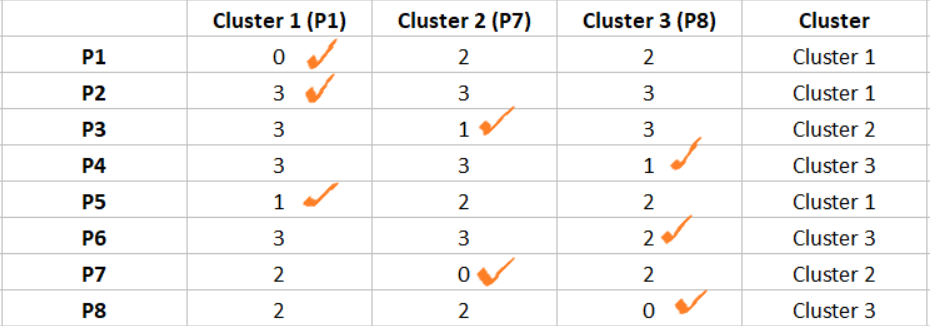 Cluster 1 (P1) Cluster 2 (P7) Cluster 3 (P8) Cluster
P1 0 2 2 Cluster 1
P2 3 3 3 Cluster 1
P3 3 1 3 Cluster 2
P4 3 3 1 Cluster 3
P5 1 2 2 Cluster 1
P6 3 3 2 Cluster 3
P7 2 0 2 Cluster 2
P8 2 2 0 Cluster 3